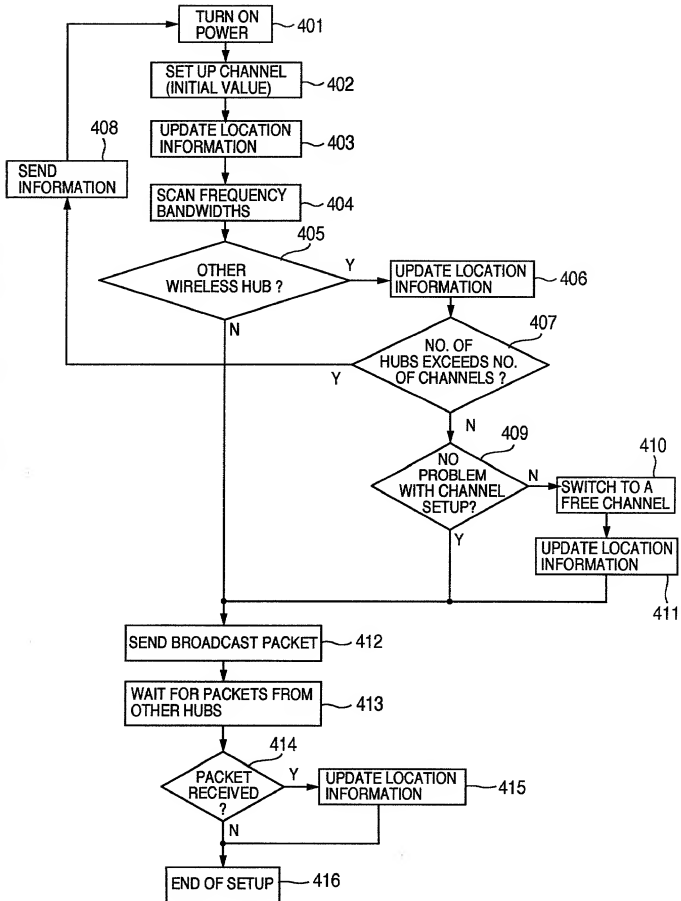 TURN ON
POWER
401
SET UP CHANNEL
(INITIAL VALUE)
402
408
UPDATE LOCATION
INFORMATION
403
SEND
INFORMATION
SCAN FREQUENCY
BANDWIDTHS
404
405
OTHER
WIRELESS HUB ?
Y
N
UPDATE LOCATION
INFORMATION
406
407
NO. OF
HUBS EXCEEDS NO.
OF CHANNELS ?
Y
N
409
NO
PROBLEM
WITH CHANNEL
SETUP?
N
Y
410
SWITCH TO A
FREE CHANNEL
UPDATE LOCATION
INFORMATION
411
SEND BROADCAST PACKET
412
WAIT FOR PACKETS FROM
OTHER HUBS
413
414
PACKET
RECEIVED
?
Y
N
UPDATE LOCATION
INFORMATION
415
END OF SETUP
416